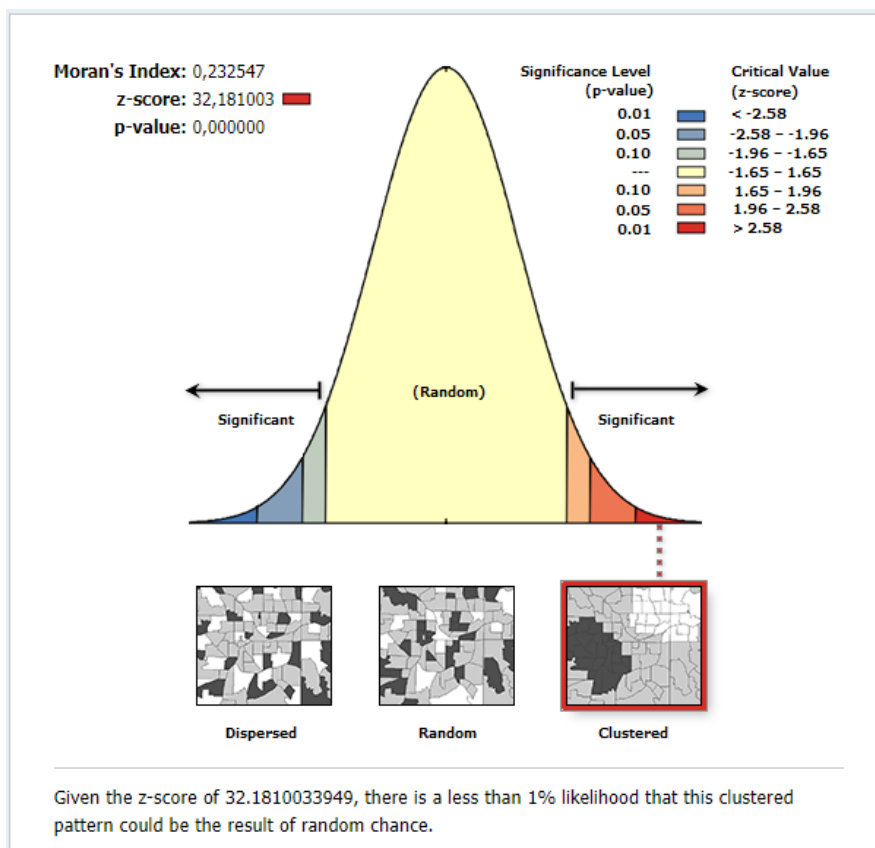 Moran's Index: 0,232547
z-score: 32,181003
p-value: 0,000000
Significance Level
(p-value)
Critical Value
(z-score)
0.01 < -2.58
0.05 -2.58 – -1.96
0.10 -1.96 – -1.65
--- -1.65 – 1.65
0.10 1.65 – 1.96
0.05 1.96 – 2.58
0.01 > 2.58
(Random)
Significant
Significant
Dispersed
Random
Clustered
Given the z-score of 32.1810033949, there is a less than 1% likelihood that this clustered
pattern could be the result of random chance.